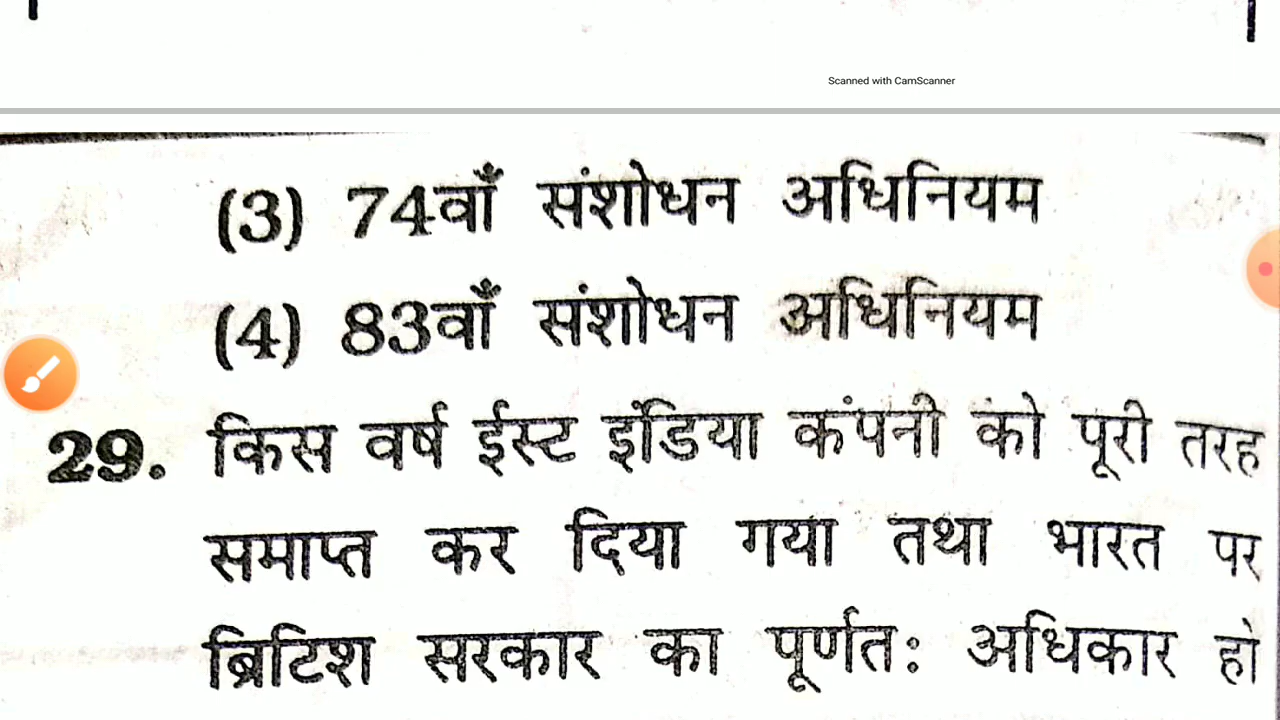 Scanned with CamScanner
(3) 74वाँ संशोधन अधिनियम
(4) 83वाँ संशोधन अधिनियम
29. किस वर्ष ईस्ट इंडिया कंपनी को पूरी तरह
समाप्त कर दिया गया तथा भारत पर
ब्रिटिश सरकार का पूर्णत: अधिकार हो